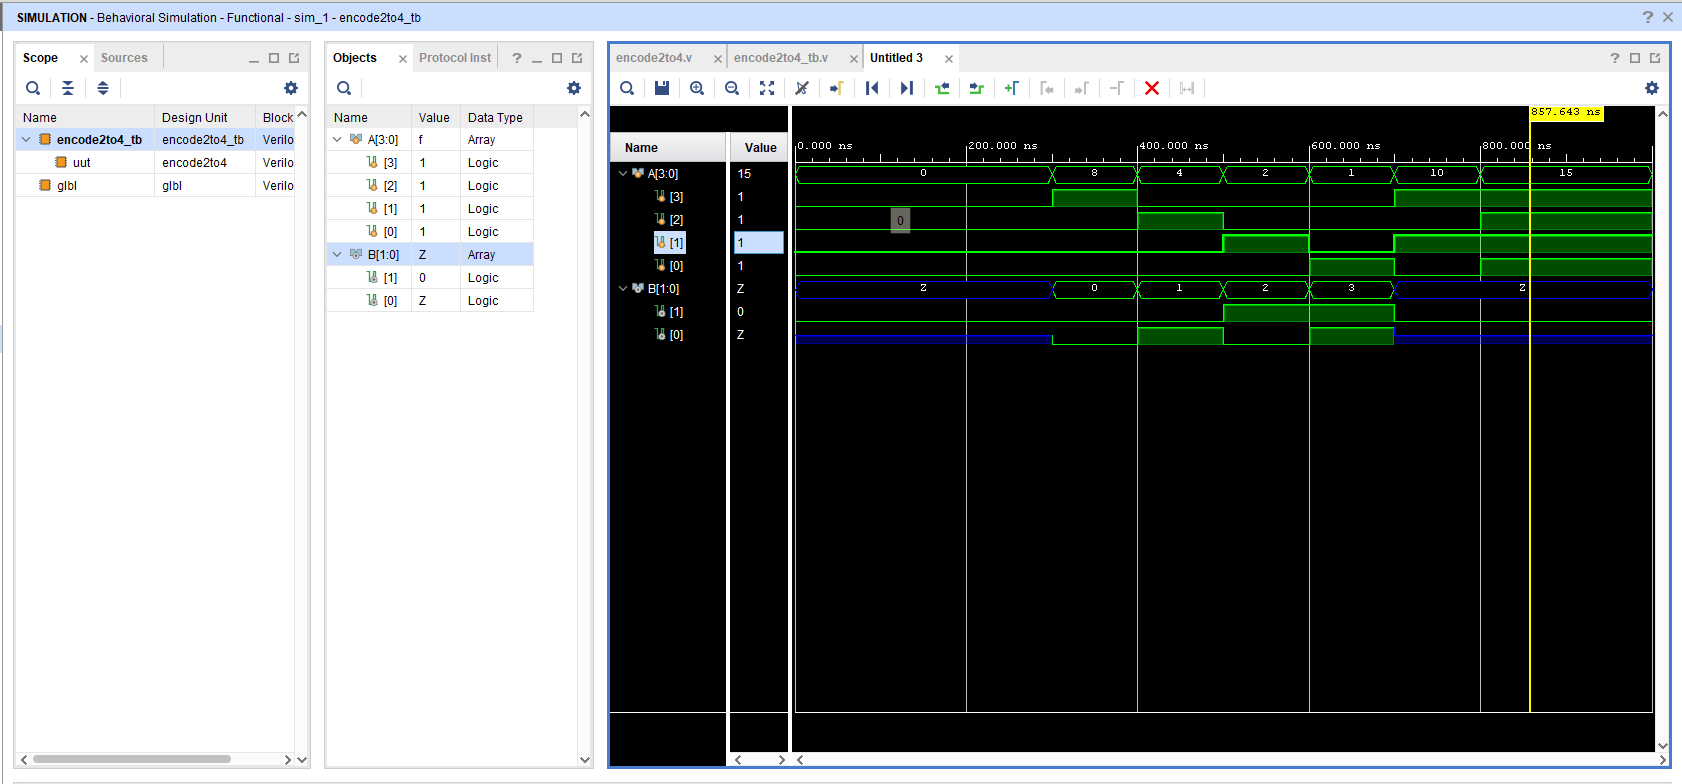 SIMULATION - Behavioral Simulation - Functional - sim_1 - encode2to4_tb
Scope
Sources
Name Design Unit Block
encode2to4_tb encode2to4_tb Verilo
uut encode2to4 Verilo
glbl glbl Verilo
Objects
Protocol Inst
Name Value Data Type
A[3:0] f Array
[3] 1 Logic
[2] 1 Logic
[1] 1 Logic
[0] 1 Logic
B[1:0] Z Array
[1] 0 Logic
[0] Z Logic
encode2to4.v
encode2to4_tb.v
Untitled 3
857.643 ns
Name Value
0.000 ns 200.000 ns 400.000 ns 600.000 ns 800.000 ns
A[3:0] 15 0 8 4 2 1 10 15
[3] 1
[2] 1 0
[1] 1
[0] 1
B[1:0] Z Z 0 1 2 3 Z
[1] 0
[0] Z